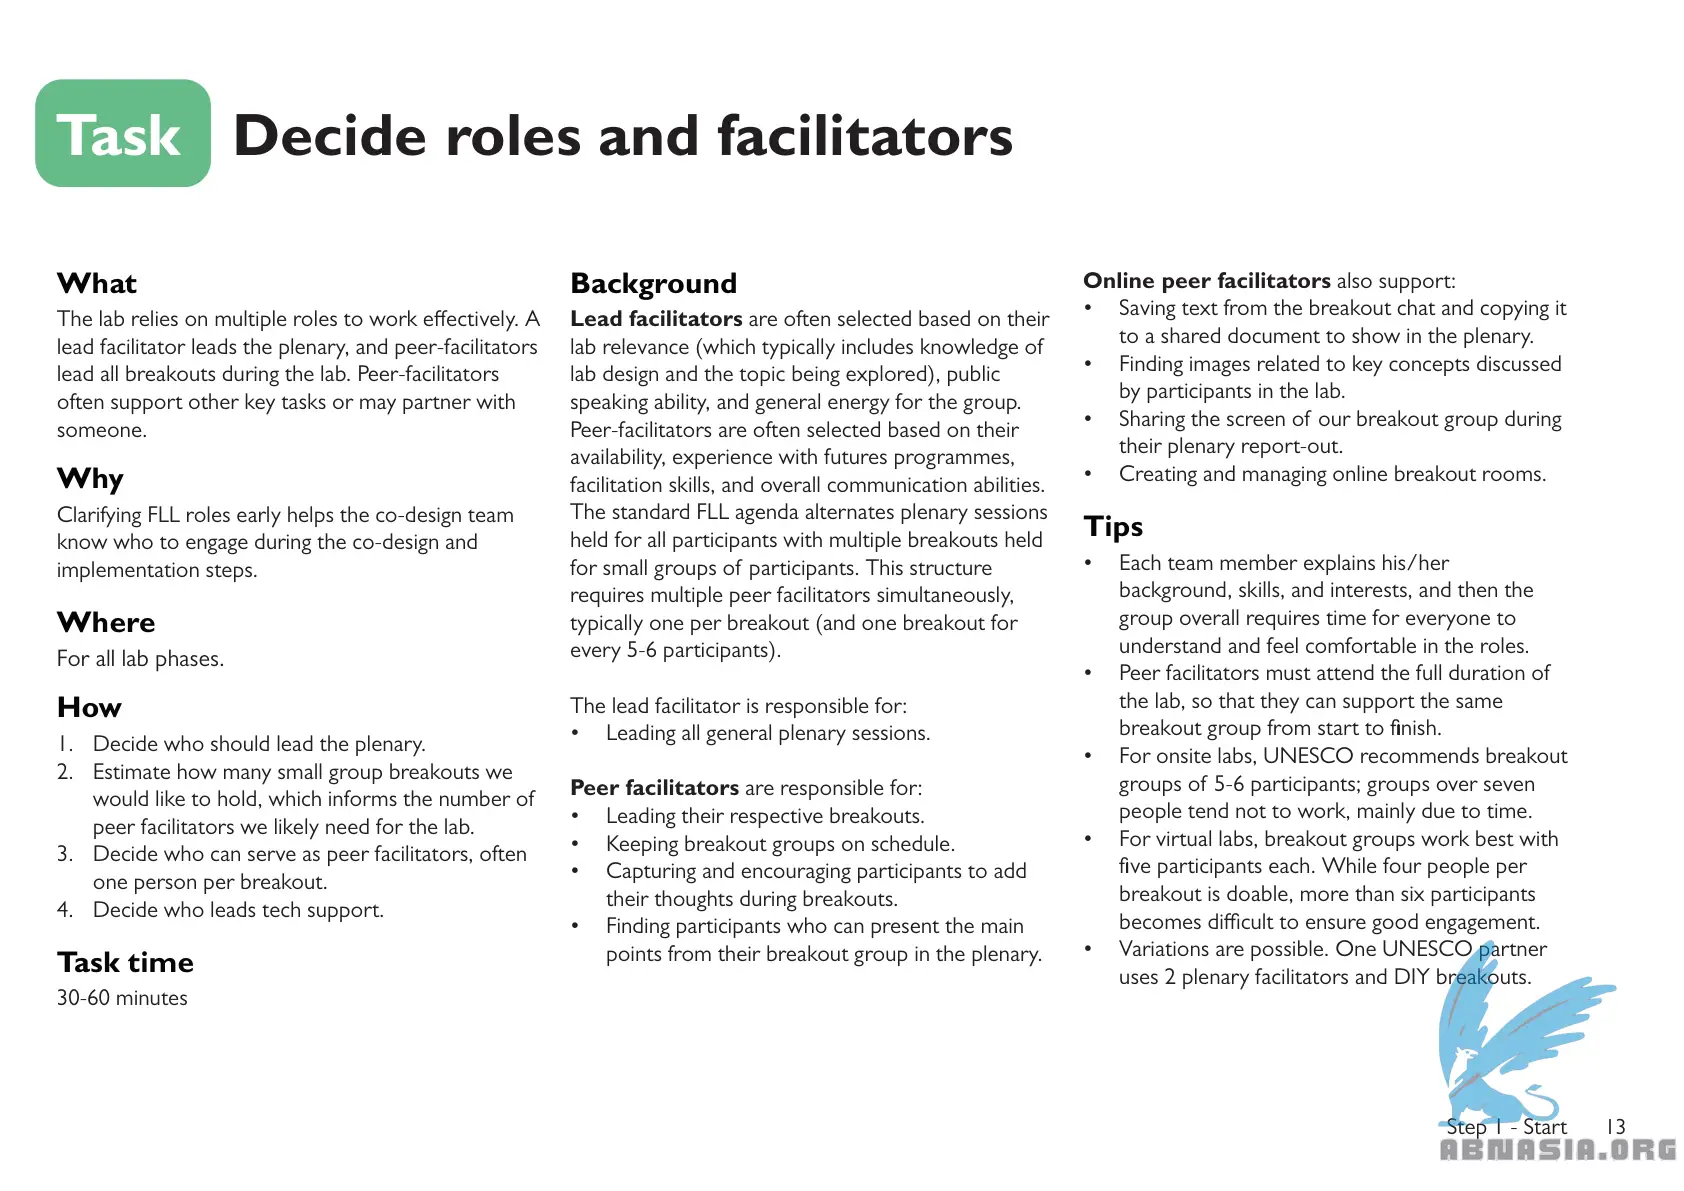 Task
Decide roles and facilitators
What
The lab relies on multiple roles to work effectively. A
lead facilitator leads the plenary, and peer-facilitators
lead all breakouts during the lab. Peer-facilitators
often support other key tasks or may partner with
someone.
Why
Clarifying FLL roles early helps the co-design team
know who to engage during the co-design and
implementation steps.
Where
For all lab phases.
How
1. Decide who should lead the plenary.
2. Estimate how many small group breakouts we
would like to hold, which informs the number of
peer facilitators we likely need for the lab.
3. Decide who can serve as peer facilitators, often
one person per breakout.
4. Decide who leads tech support.
Task time
30-60 minutes
Background
Lead facilitators are often selected based on their
lab relevance (which typically includes knowledge of
lab design and the topic being explored), public
speaking ability, and general energy for the group.
Peer-facilitators are often selected based on their
availability, experience with futures programmes,
facilitation skills, and overall communication abilities.
The standard FLL agenda alternates plenary sessions
held for all participants with multiple breakouts held
for small groups of participants. This structure
requires multiple peer facilitators simultaneously,
typically one per breakout (and one breakout for
every 5-6 participants).
The lead facilitator is responsible for:
• Leading all general plenary sessions.
Peer facilitators are responsible for:
• Leading their respective breakouts.
• Keeping breakout groups on schedule.
• Capturing and encouraging participants to add
their thoughts during breakouts.
• Finding participants who can present the main
points from their breakout group in the plenary.
Online peer facilitators also support:
• Saving text from the breakout chat and copying it
to a shared document to show in the plenary.
• Finding images related to key concepts discussed
by participants in the lab.
• Sharing the screen of our breakout group during
their plenary report-out.
• Creating and managing online breakout rooms.
Tips
• Each team member explains his/her
background, skills, and interests, and then the
group overall requires time for everyone to
understand and feel comfortable in the roles.
• Peer facilitators must attend the full duration of
the lab, so that they can support the same
breakout group from start to finish.
• For onsite labs, UNESCO recommends breakout
groups of 5-6 participants; groups over seven
people tend not to work, mainly due to time.
• For virtual labs, breakout groups work best with
five participants each. While four people per
breakout is doable, more than six participants
becomes difficult to ensure good engagement.
• Variations are possible. One UNESCO partner
uses 2 plenary facilitators and DIY breakouts.
Step 1 - Start 13
ABNASIA.ORG